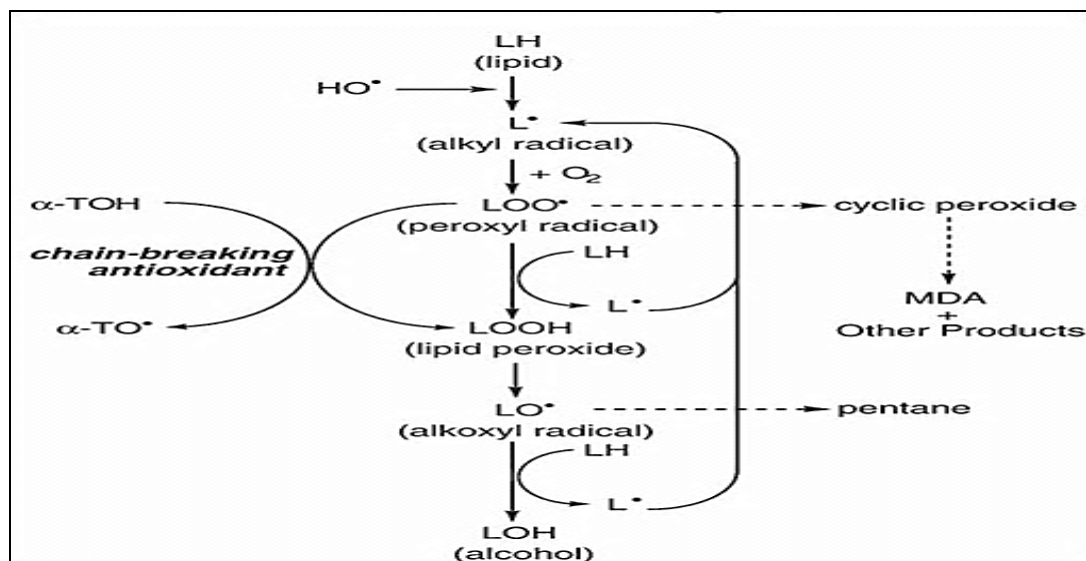 LH
(lipid)
HO•
L•
(alkyl radical)
+ O₂
α-TOH
LOO•
cyclic peroxide
(peroxyl radical)
chain-breaking
antioxidant
LH
L•
MDA
+
Other Products
α-TO•
LOOH
(lipid peroxide)
LO•
pentane
(alkoxyl radical)
LH
L•
LOH
(alcohol)